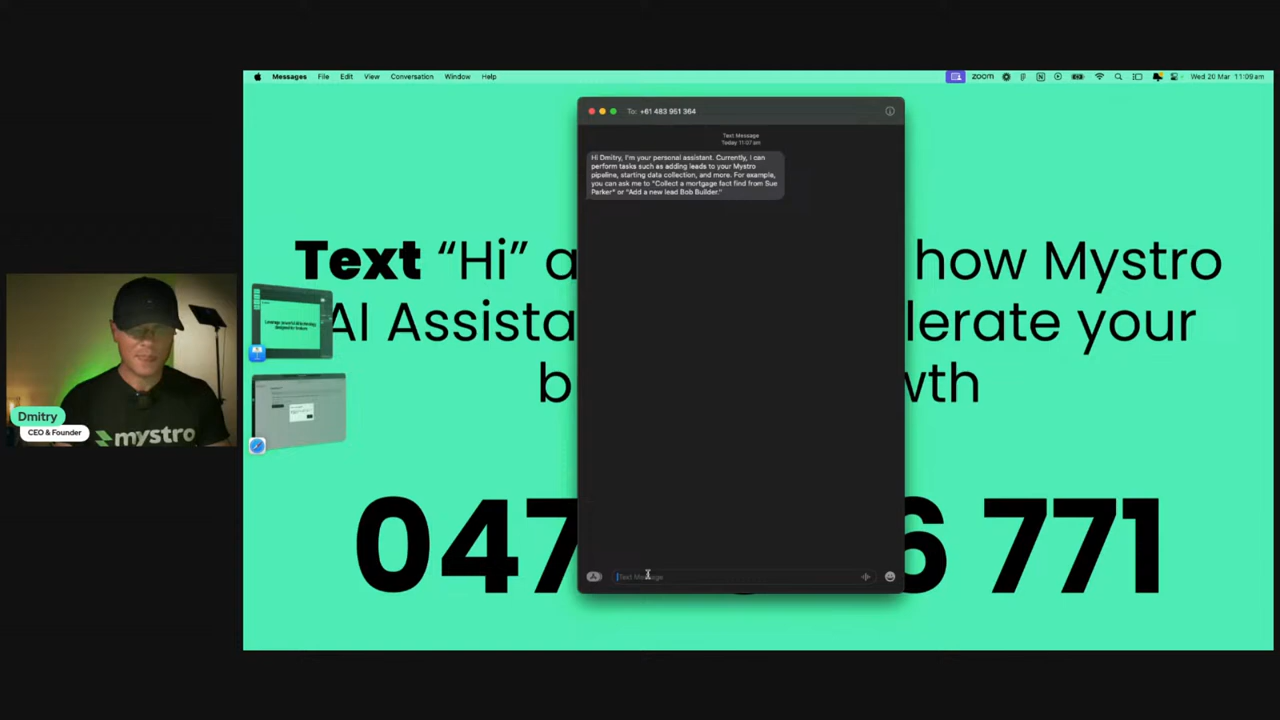 Messages File Edit View Conversation Window Help
zoom Wed 20 Mar 11:09am
To: +61 483 951 364
Text Message
Today 11:07am
Hi Dmitry, I'm your personal assistant. Currently, I can
perform tasks such as adding leads to your Mystro
pipeline, starting data collection, and more. For example,
you can ask me to "Collect a mortgage fact find from Sue
Parker" or "Add a new lead Bob Builder."
Text "Hi" a how Mystro
AI Assista lerate your
b wth
047 6 771
Text Message
Dmitry
CEO & Founder
mystro